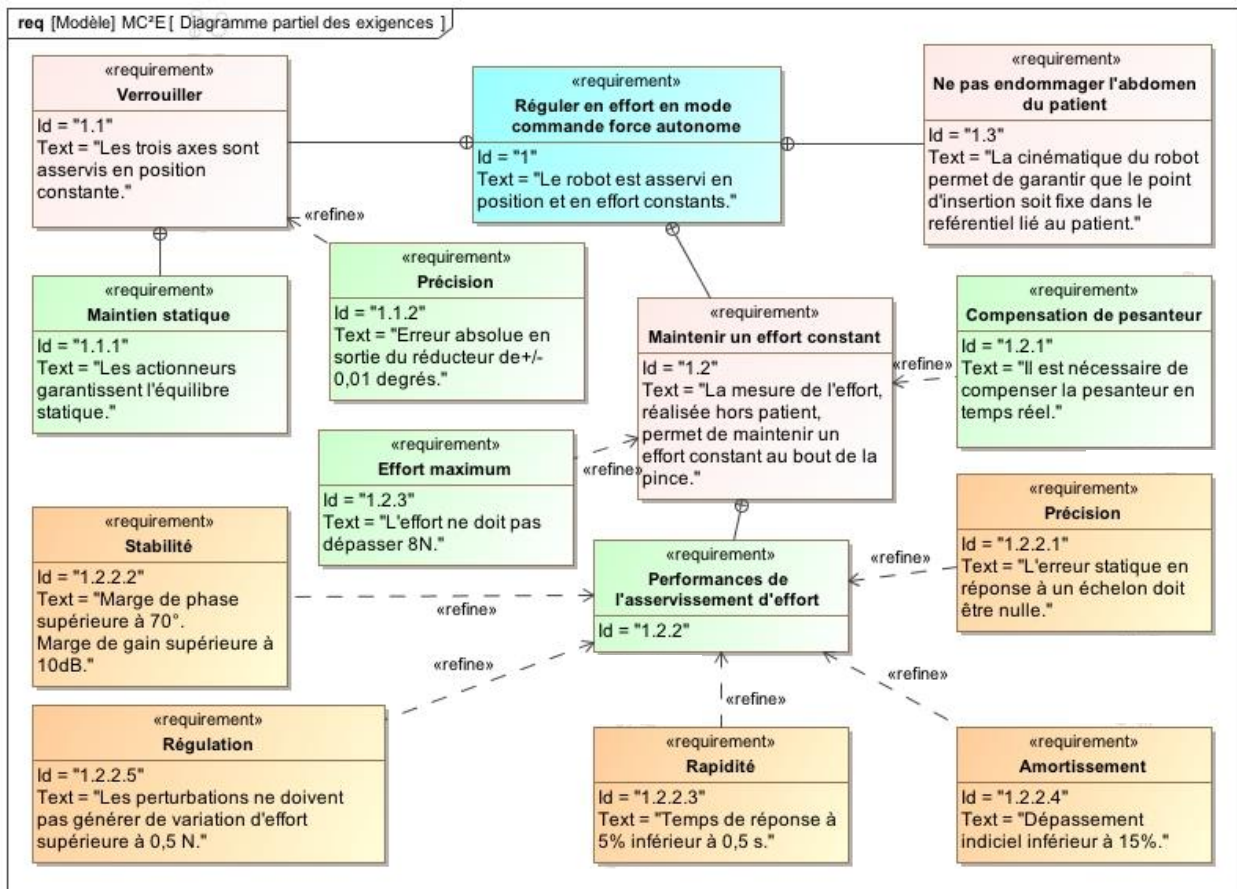 req [Modèle] MC²E [ Diagramme partiel des exigences ]
«requirement»
Verrouiller
Id = "1.1"
Text = "Les trois axes sont
asservis en position
constante."
«requirement»
Réguler en effort en mode
commande force autonome
Id = "1"
Text = "Le robot est asservi en
position et en effort constants."
«requirement»
Ne pas endommager l'abdomen
du patient
Id = "1.3"
Text = "La cinématique du robot
permet de garantir que le point
d'insertion soit fixe dans le
référentiel lié au patient."
«refine»
«requirement»
Maintien statique
Id = "1.1.1"
Text = "Les actionneurs
garantissent l'équilibre
statique."
«requirement»
Précision
Id = "1.1.2"
Text = "Erreur absolue en
sortie du réducteur de+/-
0,01 degrés."
«requirement»
Maintenir un effort constant
Id = "1.2"
Text = "La mesure de l'effort,
réalisée hors patient,
permet de maintenir un
effort constant au bout de la
pince."
«refine»
«requirement»
Compensation de pesanteur
Id = "1.2.1"
Text = "Il est nécessaire de
compenser la pesanteur en
temps réel."
«requirement»
Effort maximum
Id = "1.2.3"
Text = "L'effort ne doit pas
dépasser 8N."
«refine»
«requirement»
Stabilité
Id = "1.2.2.2"
Text = "Marge de phase
supérieure à 70°.
Marge de gain supérieure à
10dB."
«refine»
«requirement»
Performances de
l'asservissement d'effort
Id = "1.2.2"
«refine»
«requirement»
Précision
Id = "1.2.2.1"
Text = "L'erreur statique en
réponse à un échelon doit
être nulle."
«refine»
«refine»
«refine»
«requirement»
Régulation
Id = "1.2.2.5"
Text = "Les perturbations ne doivent
pas générer de variation d'effort
supérieure à 0,5 N."
«requirement»
Rapidité
Id = "1.2.2.3"
Text = "Temps de réponse à
5% inférieur à 0,5 s."
«requirement»
Amortissement
Id = "1.2.2.4"
Text = "Dépassement
indiciel inférieur à 15%."